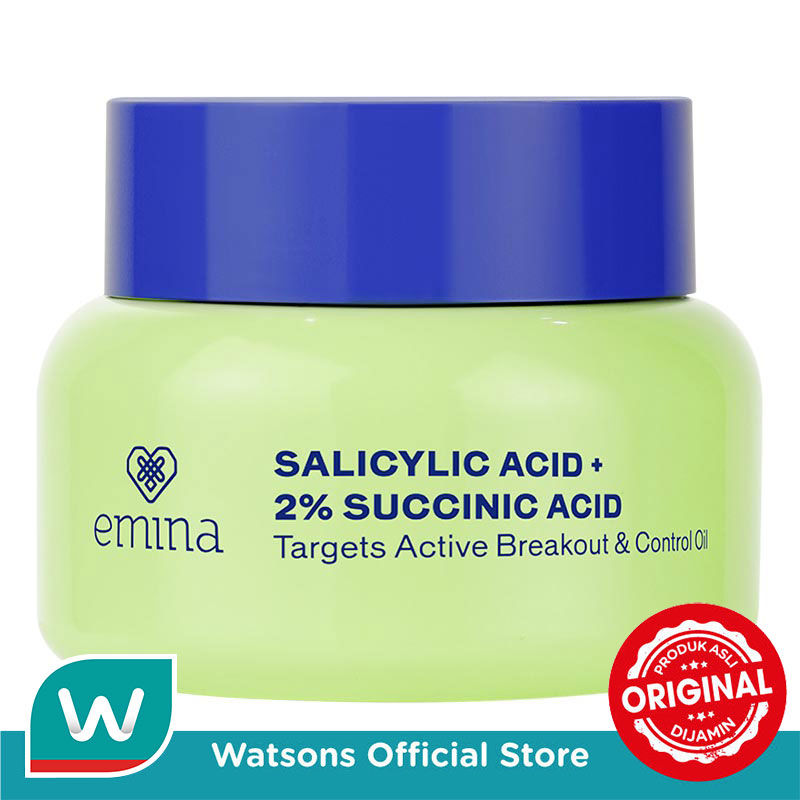 emina
SALICYLIC ACID +
2% SUCCINIC ACID
Targets Active Breakout & Control Oil
PRODUK ASLI
ORIGINAL
DIJAMIN
W
Watsons Official Store